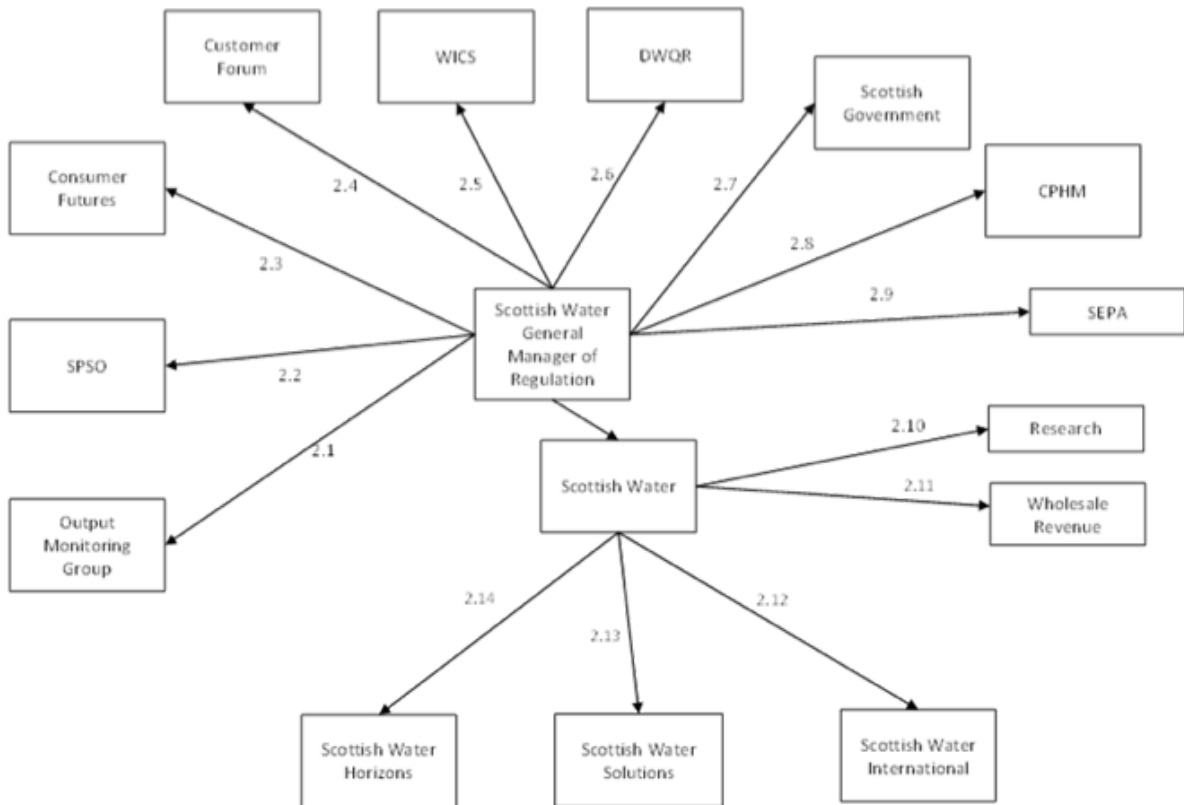 Customer
Forum
WICS
DWQR
Scottish
Government
Consumer
Futures
2.4
2.5
2.6
2.7
CPHM
2.3
2.8
2.9
SEPA
SPSO
2.2
Scottish Water
General
Manager of
Regulation
2.1
2.10
Research
Scottish Water
2.11
Wholesale
Revenue
Output
Monitoring
Group
2.14
2.13
2.12
Scottish Water
Horizons
Scottish Water
Solutions
Scottish Water
International